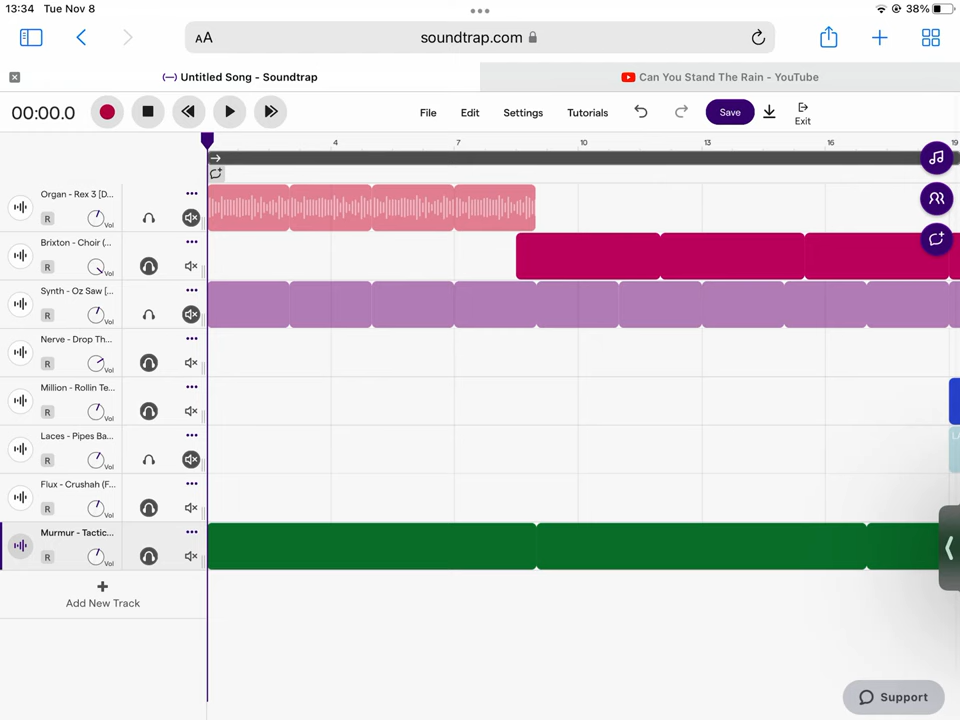 13:34 Tue Nov 8
38%
AA
soundtrap.com
Untitled Song - Soundtrap
Can You Stand The Rain - YouTube
00:00.0
File Edit Settings Tutorials Save Exit
4 7 10 13 16 19
Organ - Rex 3 [D...
R Vol
Brixton - Choir (...
R Vol
Synth - Oz Saw [...
R Vol
Nerve - Drop Th...
R Vol
Million - Rollin Te...
R Vol
Laces - Pipes Ba...
R Vol
Flux - Crushah (F...
R Vol
Murmur - Tactic...
R Vol
Add New Track
Support